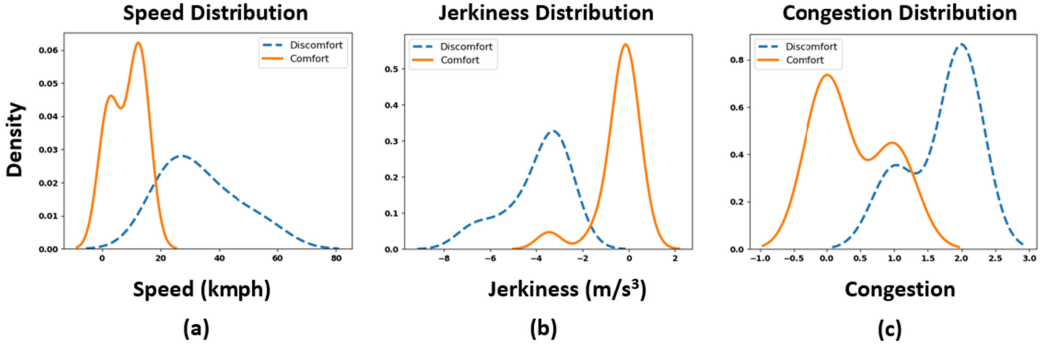 Speed Distribution
Jerkiness Distribution
Congestion Distribution
Density
0.06
0.05
0.04
0.03
0.02
0.01
0.00
Discomfort
Comfort
0 20 40 60 80
Speed (kmph)
(a)
0.5
0.4
0.3
0.2
0.1
0.0
Discomfort
Comfort
−8 −6 −4 −2 0 2
Jerkiness (m/s³)
(b)
0.8
0.6
0.4
0.2
0.0
Discomfort
Comfort
−1.0 −0.5 0.0 0.5 1.0 1.5 2.0 2.5 3.0
Congestion
(c)